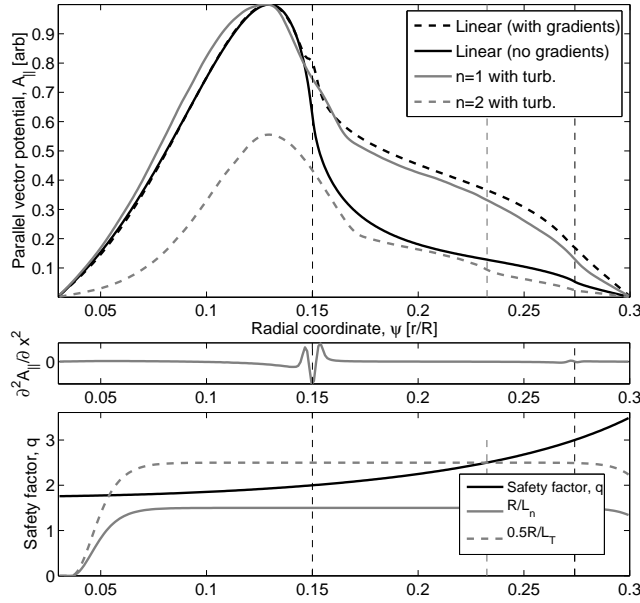 Parallel vector potential, A|| [arb]
0.9
0.8
0.7
0.6
0.5
0.4
0.3
0.2
0.1
Linear (with gradients)
Linear (no gradients)
n=1 with turb.
n=2 with turb.
0.05 0.1 0.15 0.2 0.25 0.3
Radial coordinate, ψ [r/R]
∂²A||/∂ x²
0
0.05 0.1 0.15 0.2 0.25 0.3
Safety factor, q
3
2
1
0
Safety factor, q
R/Ln
0.5R/LT
0.05 0.1 0.15 0.2 0.25 0.3